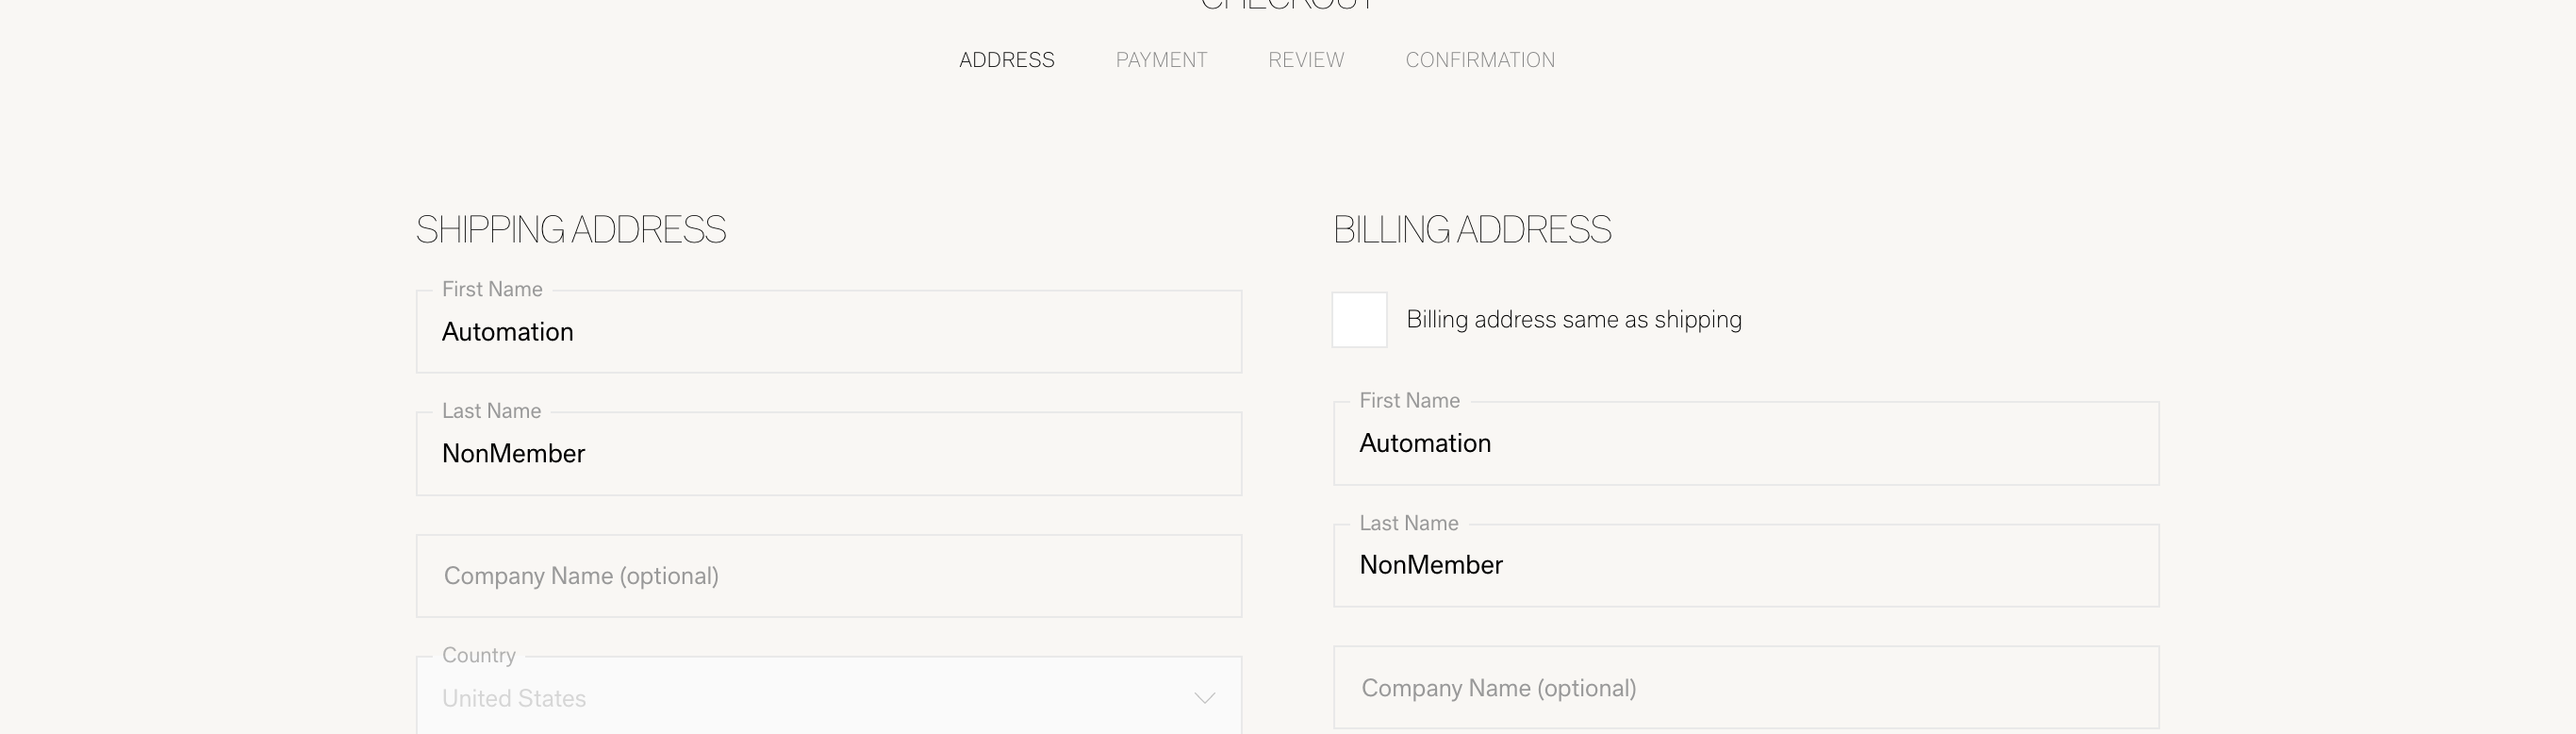 CHECKOUT
ADDRESS PAYMENT REVIEW CONFIRMATION
SHIPPING ADDRESS
First Name
Automation
Last Name
NonMember
Company Name (optional)
Country
United States
BILLING ADDRESS
Billing address same as shipping
First Name
Automation
Last Name
NonMember
Company Name (optional)